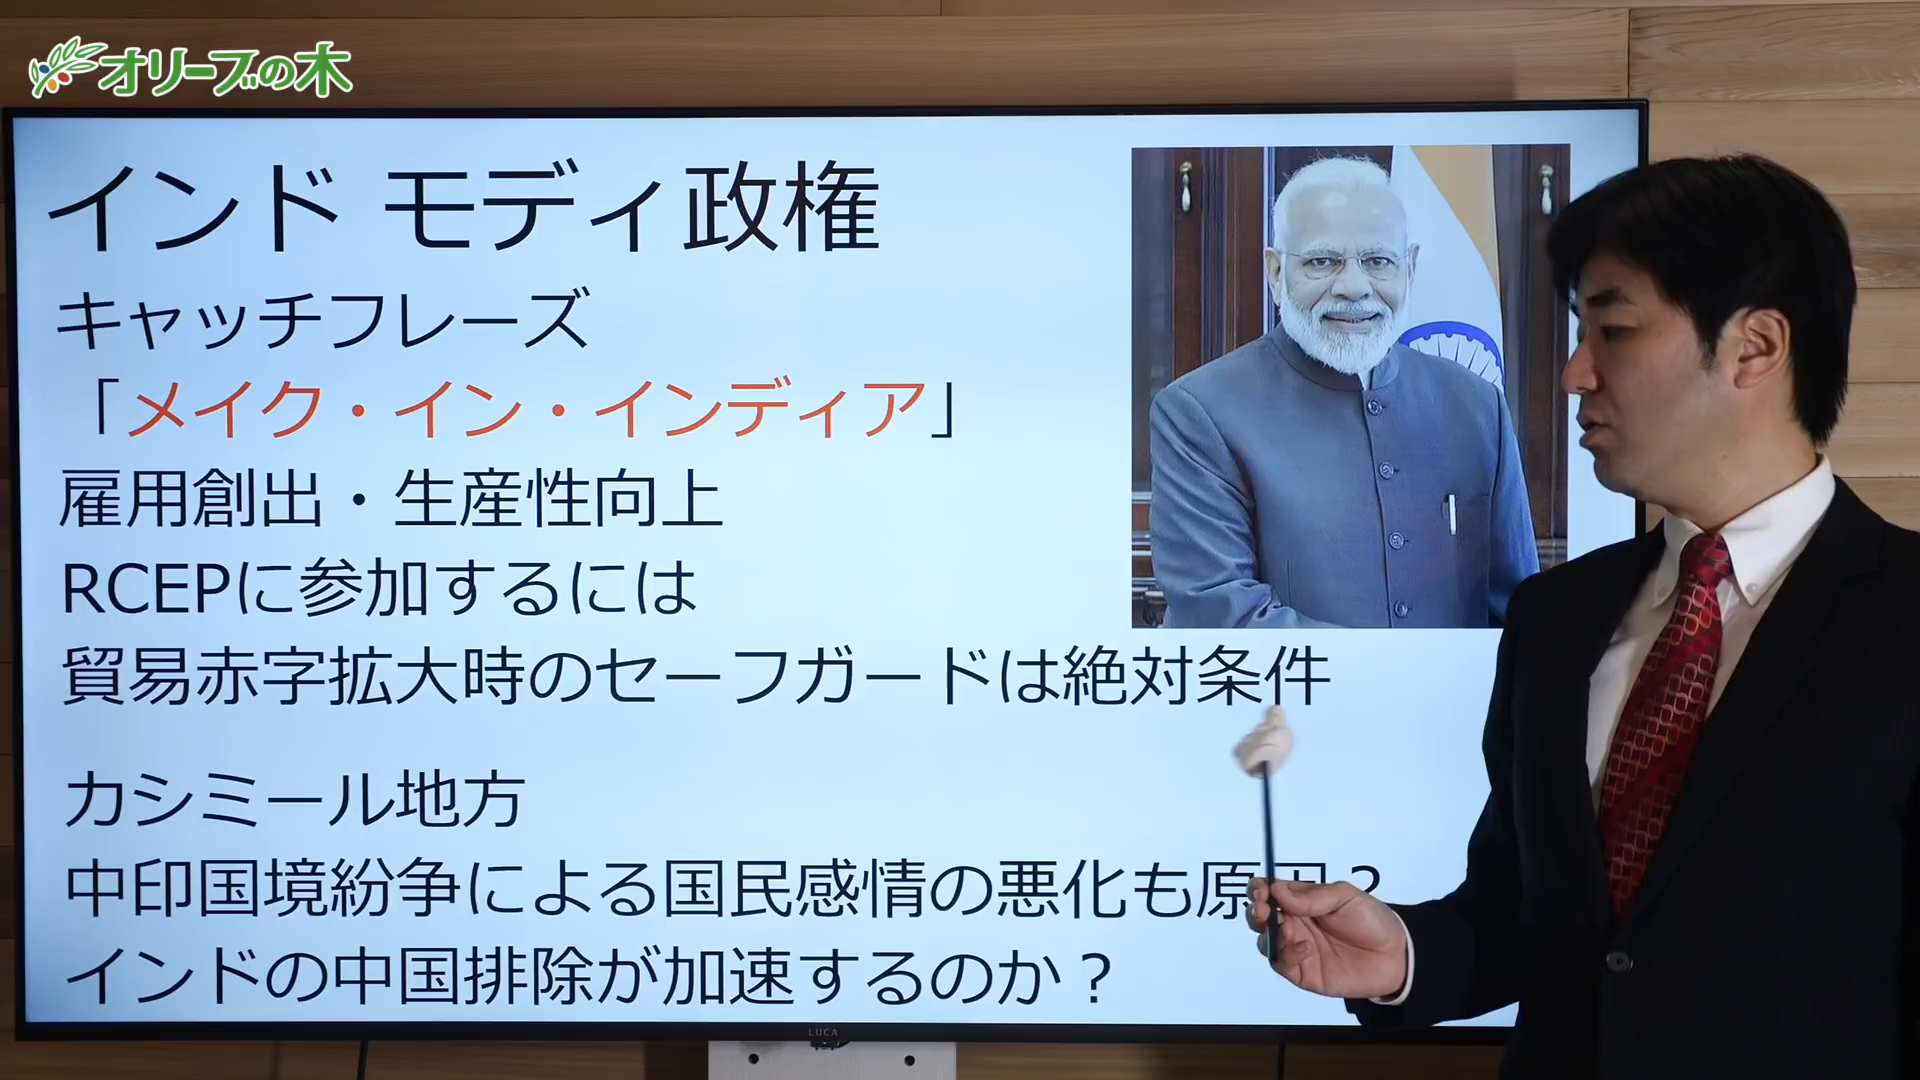 オリーブの木
インド モディ政権
キャッチフレーズ
「メイク・イン・インディア」
雇用創出・生産性向上
RCEPに参加するには
貿易赤字拡大時のセーフガードは絶対条件
カシミール地方
中印国境紛争による国民感情の悪化も原因？
インドの中国排除が加速するのか？
LUCA